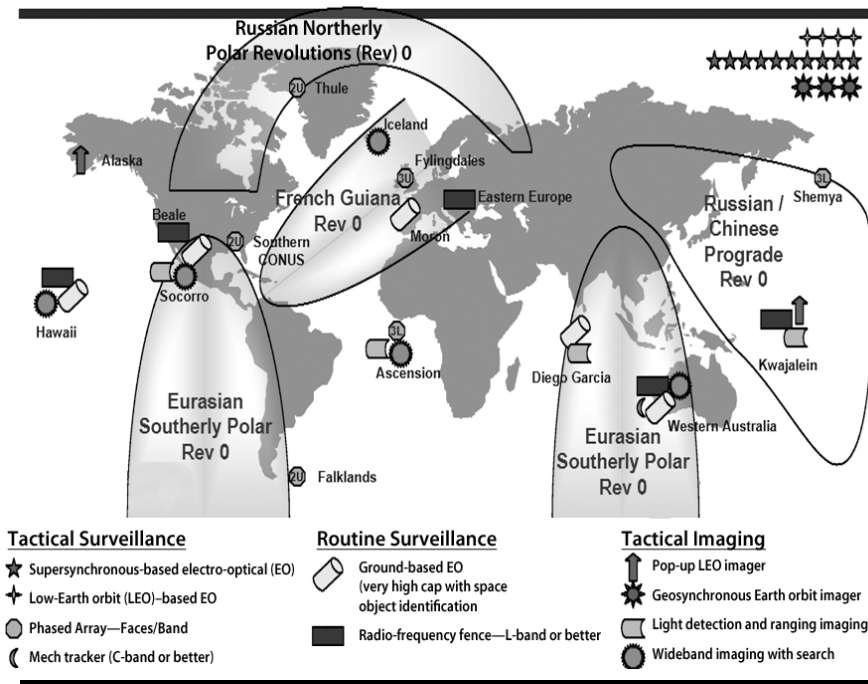 Russian Northerly
Polar Revolutions (Rev) 0
2U Thule
Iceland
Alaska
Fylingdales
3U
French Guiana
Rev 0
Eastern Europe
3L
Shemya
Russian /
Chinese
Prograde
Rev 0
Beale
2U Southern
CONUS
Moron
Socorro
Hawaii
3L
Ascension
Diego Garcia
Kwajalein
Eurasian
Southerly Polar
Rev 0
Western Australia
Eurasian
Southerly Polar
Rev 0
2U Falklands
Tactical Surveillance
Supersynchronous-based electro-optical (EO)
Low-Earth orbit (LEO)–based EO
Phased Array—Faces/Band
Mech tracker (C-band or better)
Routine Surveillance
Ground-based EO
(very high cap with space
object identification
Radio-frequency fence—L-band or better
Tactical Imaging
Pop-up LEO imager
Geosynchronous Earth orbit imager
Light detection and ranging imaging
Wideband imaging with search